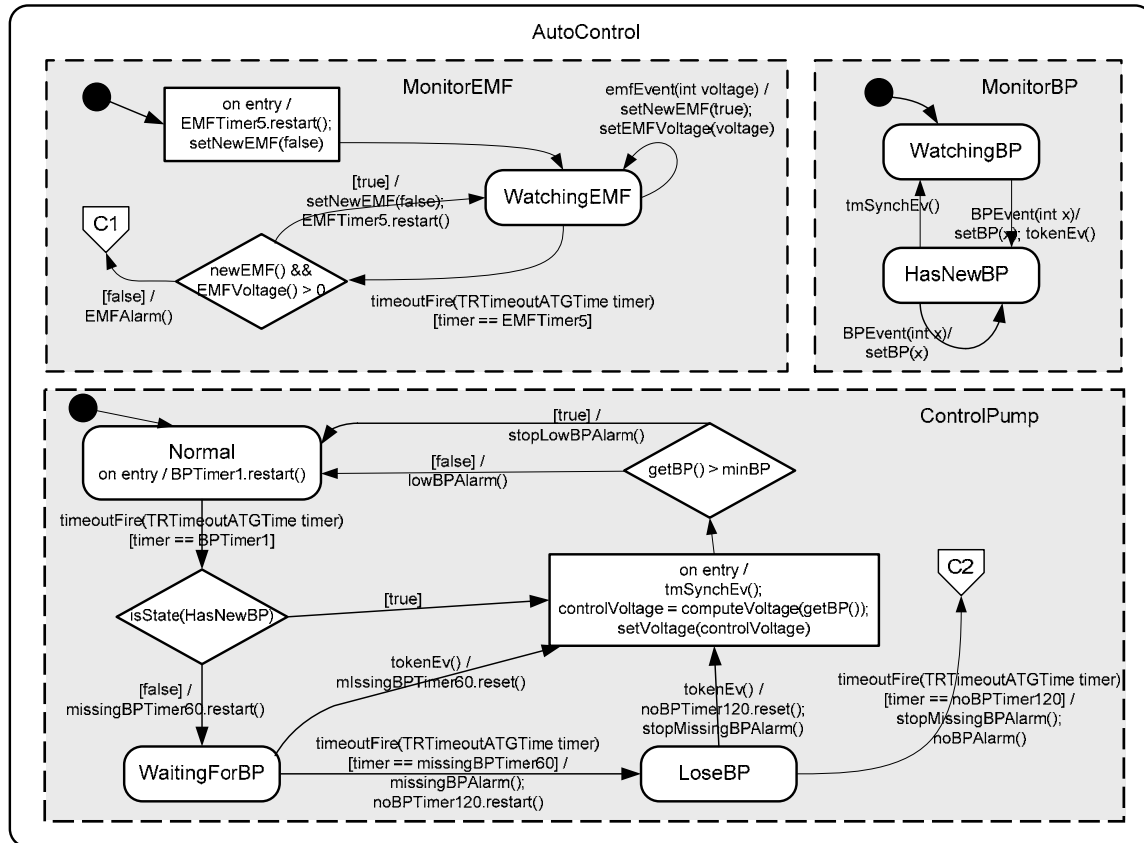 AutoControl
MonitorEMF
on entry /
EMFTimer5.restart();
setNewEMF(false)
emfEvent(int voltage) /
setNewEMF(true);
setEMFVoltage(voltage)
WatchingEMF
[true] /
setNewEMF(false);
EMFTimer5.restart()
C1
newEMF() &&
EMFVoltage() > 0
[false] /
EMFAlarm()
timeoutFire(TRTimeoutATGTime timer)
[timer == EMFTimer5]
MonitorBP
WatchingBP
tmSynchEv()
BPEvent(int x)/
setBP(x); tokenEv()
HasNewBP
BPEvent(int x)/
setBP(x)
ControlPump
Normal
on entry / BPTimer1.restart()
[true] /
stopLowBPAlarm()
[false] /
lowBPAlarm()
getBP() > minBP
timeoutFire(TRTimeoutATGTime timer)
[timer == BPTimer1]
isState(HasNewBP)
[true]
on entry /
tmSynchEv();
controlVoltage = computeVoltage(getBP());
setVoltage(controlVoltage)
C2
[false] /
missingBPTimer60.restart()
tokenEv() /
mIssingBPTimer60.reset()
tokenEv() /
noBPTimer120.reset();
stopMissingBPAlarm()
timeoutFire(TRTimeoutATGTime timer)
[timer == noBPTimer120] /
stopMissingBPAlarm();
noBPAlarm()
WaitingForBP
timeoutFire(TRTimeoutATGTime timer)
[timer == missingBPTimer60] /
missingBPAlarm();
noBPTimer120.restart()
LoseBP